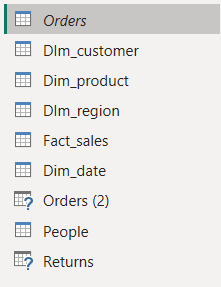 Orders
DIm_customer
Dim_product
DIm_region
Fact_sales
Dim_date
Orders (2)
People
Returns